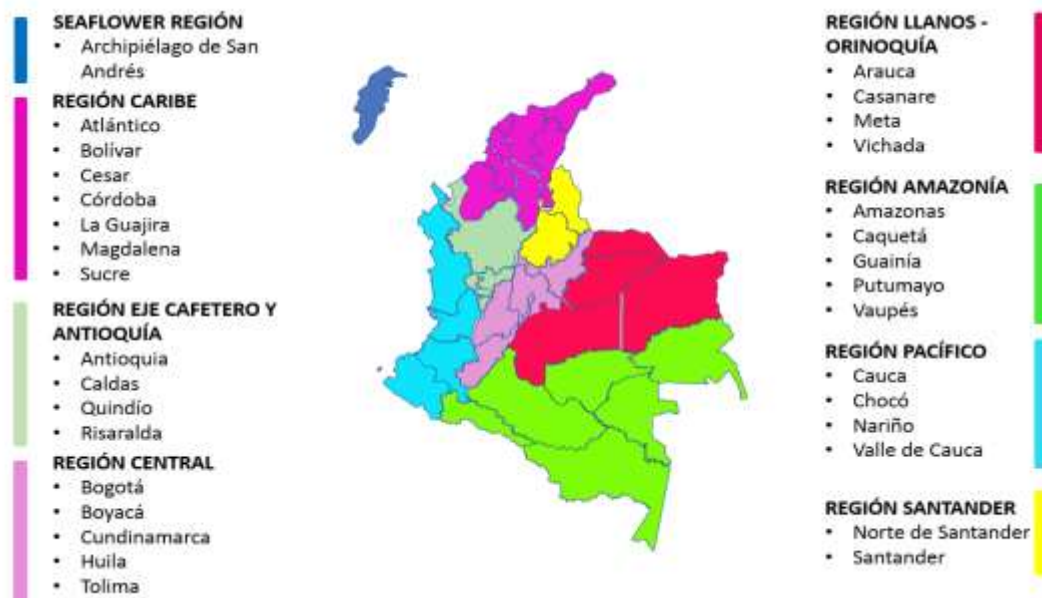 SEAFLOWER REGIÓN
• Archipiélago de San
Andrés
REGIÓN CARIBE
• Atlántico
• Bolívar
• Cesar
• Córdoba
• La Guajira
• Magdalena
• Sucre
REGIÓN EJE CAFETERO Y
ANTIOQUÍA
• Antioquia
• Caldas
• Quindío
• Risaralda
REGIÓN CENTRAL
• Bogotá
• Boyacá
• Cundinamarca
• Huila
• Tolima
REGIÓN LLANOS -
ORINOQUÍA
• Arauca
• Casanare
• Meta
• Vichada
REGIÓN AMAZONÍA
• Amazonas
• Caquetá
• Guainía
• Putumayo
• Vaupés
REGIÓN PACÍFICO
• Cauca
• Chocó
• Nariño
• Valle de Cauca
REGIÓN SANTANDER
• Norte de Santander
• Santander